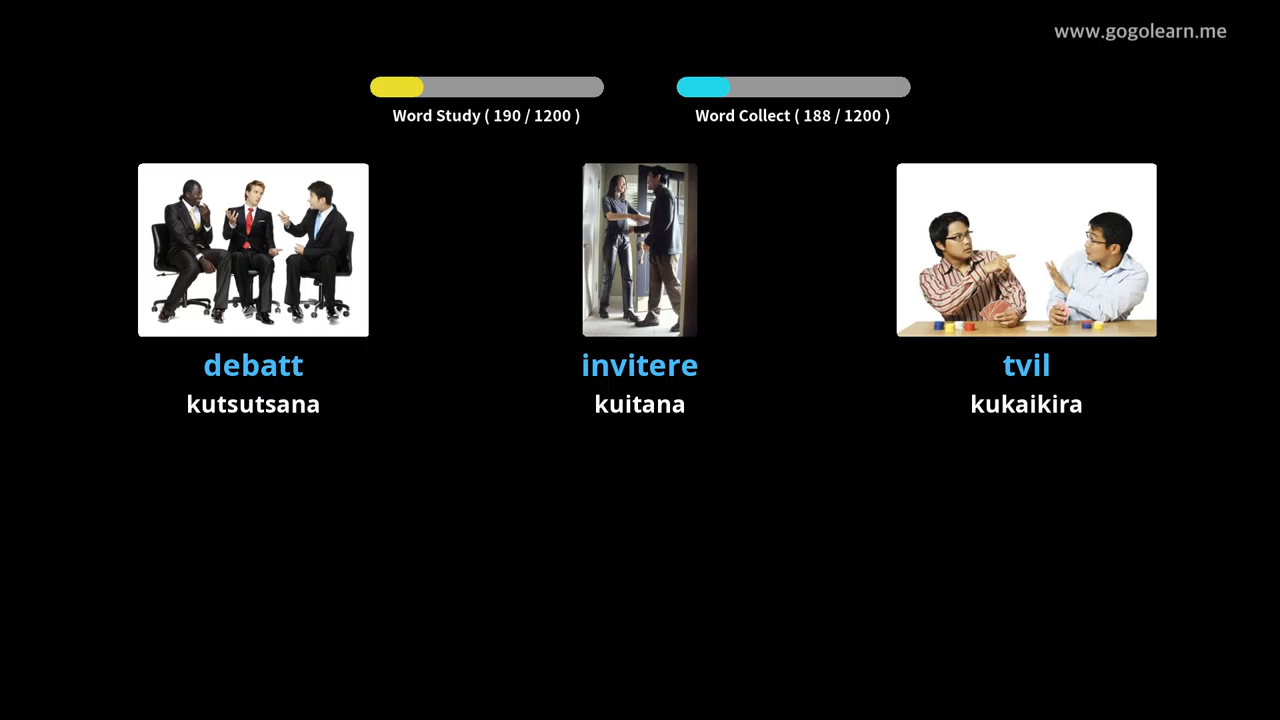 www.gogolearn.me
Word Study ( 190 / 1200 )
Word Collect ( 188 / 1200 )
debatt
invitere
tvil
kutsutsana
kuitana
kukaikira